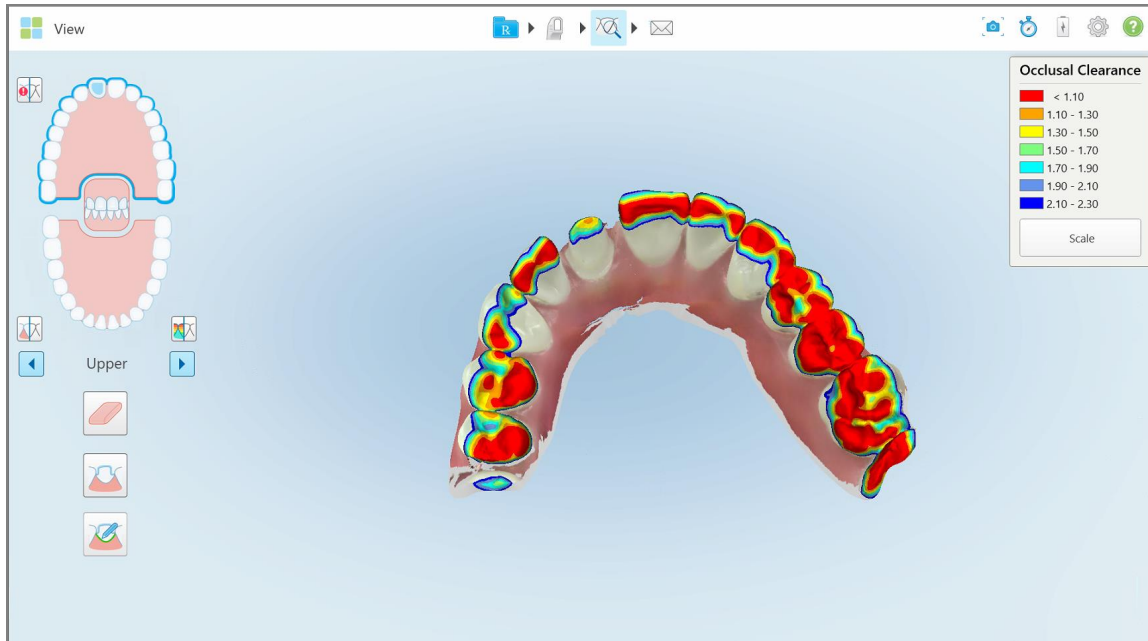 View
R
Occlusal Clearance
< 1.10
1.10 - 1.30
1.30 - 1.50
1.50 - 1.70
1.70 - 1.90
1.90 - 2.10
2.10 - 2.30
Scale
Upper